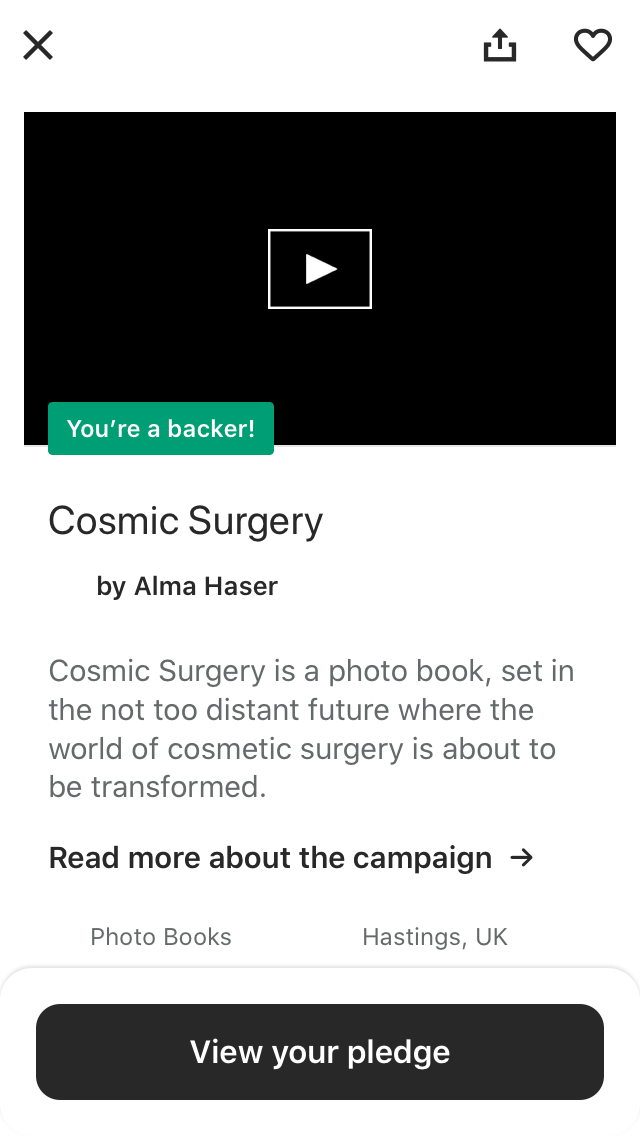 You’re a backer!
Cosmic Surgery
by Alma Haser
Cosmic Surgery is a photo book, set in
the not too distant future where the
world of cosmetic surgery is about to
be transformed.
Read more about the campaign →
Photo Books
Hastings, UK
View your pledge